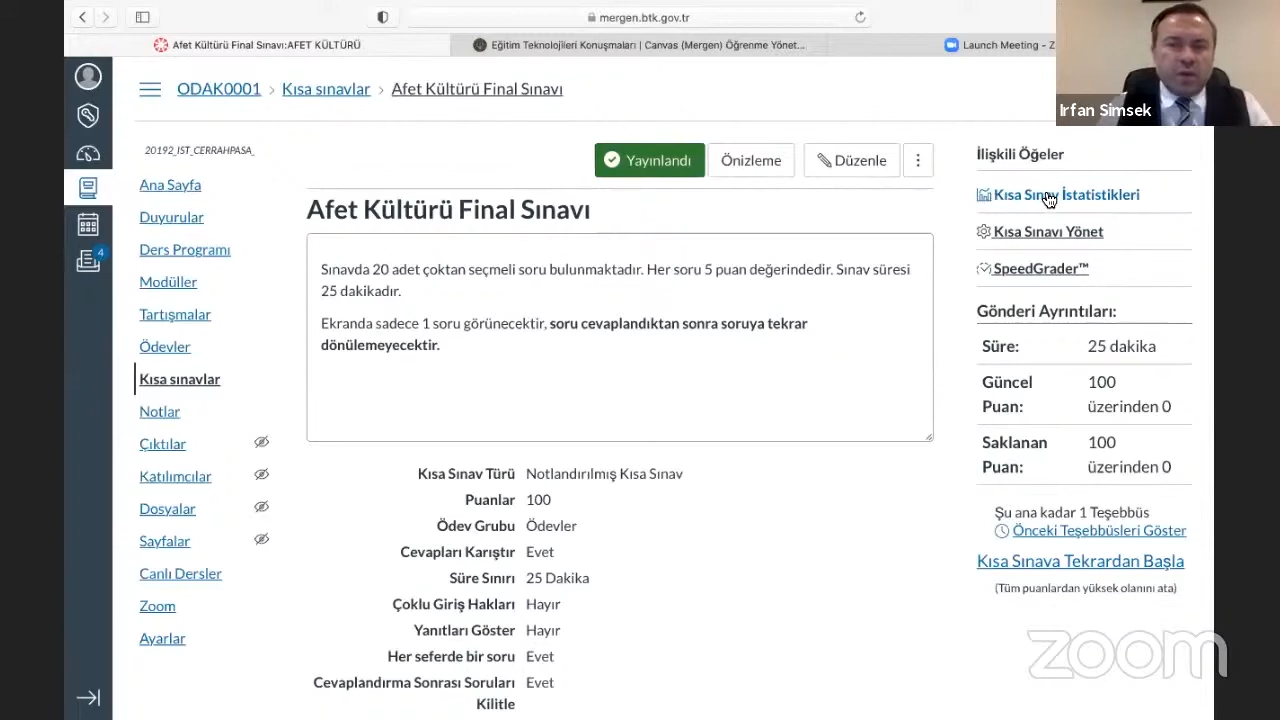 mergen.btk.gov.tr
Afet Kültürü Final Sınavı:AFET KÜLTÜRÜ
Eğitim Teknolojileri Konuşmaları | Canvas (Mergen) Öğrenme Yönet...
Launch Meeting - Z
Irfan Simsek
ODAK0001 > Kısa sınavlar > Afet Kültürü Final Sınavı
20192_IST_CERRAHPASA_
Ana Sayfa
Duyurular
Ders Programı
Modüller
Tartışmalar
Ödevler
Kısa sınavlar
Notlar
Çıktılar
Katılımcılar
Dosyalar
Sayfalar
Canlı Dersler
Zoom
Ayarlar
4
Yayınlandı
Önizleme
Düzenle
Afet Kültürü Final Sınavı
Sınavda 20 adet çoktan seçmeli soru bulunmaktadır. Her soru 5 puan değerindedir. Sınav süresi
25 dakikadır.
Ekranda sadece 1 soru görünecektir, soru cevaplandıktan sonra soruya tekrar
dönülemeyecektir.
Kısa Sınav Türü Notlandırılmış Kısa Sınav
Puanlar 100
Ödev Grubu Ödevler
Cevapları Karıştır Evet
Süre Sınırı 25 Dakika
Çoklu Giriş Hakları Hayır
Yanıtları Göster Hayır
Her seferde bir soru Evet
Cevaplandırma Sonrası Soruları Evet
Kilitle
İlişkili Öğeler
Kısa Sınav İstatistikleri
Kısa Sınavı Yönet
SpeedGrader™
Gönderi Ayrıntıları:
Süre: 25 dakika
Güncel 100
Puan: üzerinden 0
Saklanan 100
Puan: üzerinden 0
Şu ana kadar 1 Teşebbüs
Önceki Teşebbüsleri Göster
Kısa Sınava Tekrardan Başla
(Tüm puanlardan yüksek olanını ata)
zoom